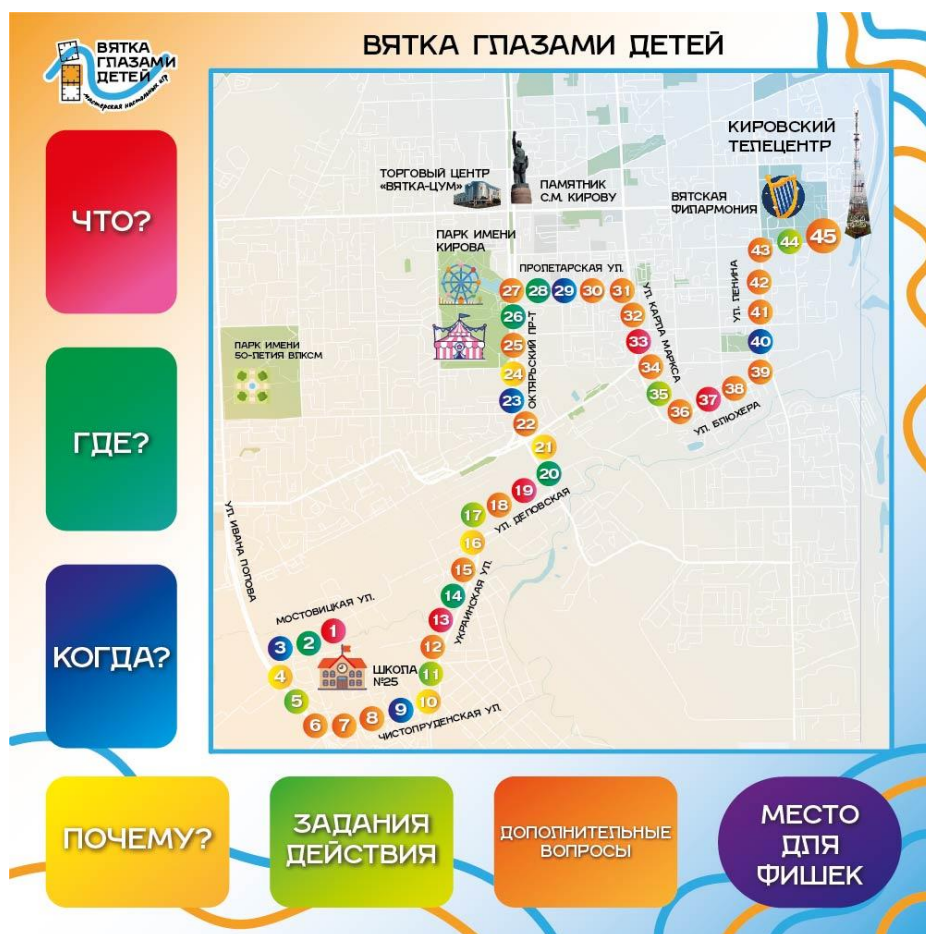 ВЯТКА
ГЛАЗАМИ
ДЕТЕЙ
мастерская настольных игр
ВЯТКА ГЛАЗАМИ ДЕТЕЙ
КИРОВСКИЙ
ТЕЛЕЦЕНТР
ТОРГОВЫЙ ЦЕНТР
«ВЯТКА-ЦУМ»
ПАМЯТНИК
С.М. КИРОВУ
ВЯТСКАЯ
ФИЛАРМОНИЯ
ПАРК ИМЕНИ
КИРОВА
ПРОЛЕТАРСКАЯ УЛ.
УЛ. КАРЛА МАРКСА
УЛ. ЛЕНИНА
ОКТЯБРЬСКИЙ ПР-Т
ПАРК ИМЕНИ
50-ЛЕТИЯ ВЛКСМ
УЛ. БЛЮХЕРА
УЛ. ДЕПОВСКАЯ
УЛ. ИВАНА ПОПОВА
УКРАИНСКАЯ УЛ.
МОСТОВИЦКАЯ УЛ.
ШКОЛА
№25
ЧИСТОПРУДЕНСКАЯ УЛ.
1
2
3
4
5
6
7
8
9
10
11
12
13
14
15
16
17
18
19
20
21
22
23
24
25
26
27
28
29
30
31
32
33
34
35
36
37
38
39
40
41
42
43
44
45
ЧТО?
ГДЕ?
КОГДА?
ПОЧЕМУ?
ЗАДАНИЯ
ДЕЙСТВИЯ
ДОПОЛНИТЕЛЬНЫЕ
ВОПРОСЫ
МЕСТО
ДЛЯ
ФИШЕК